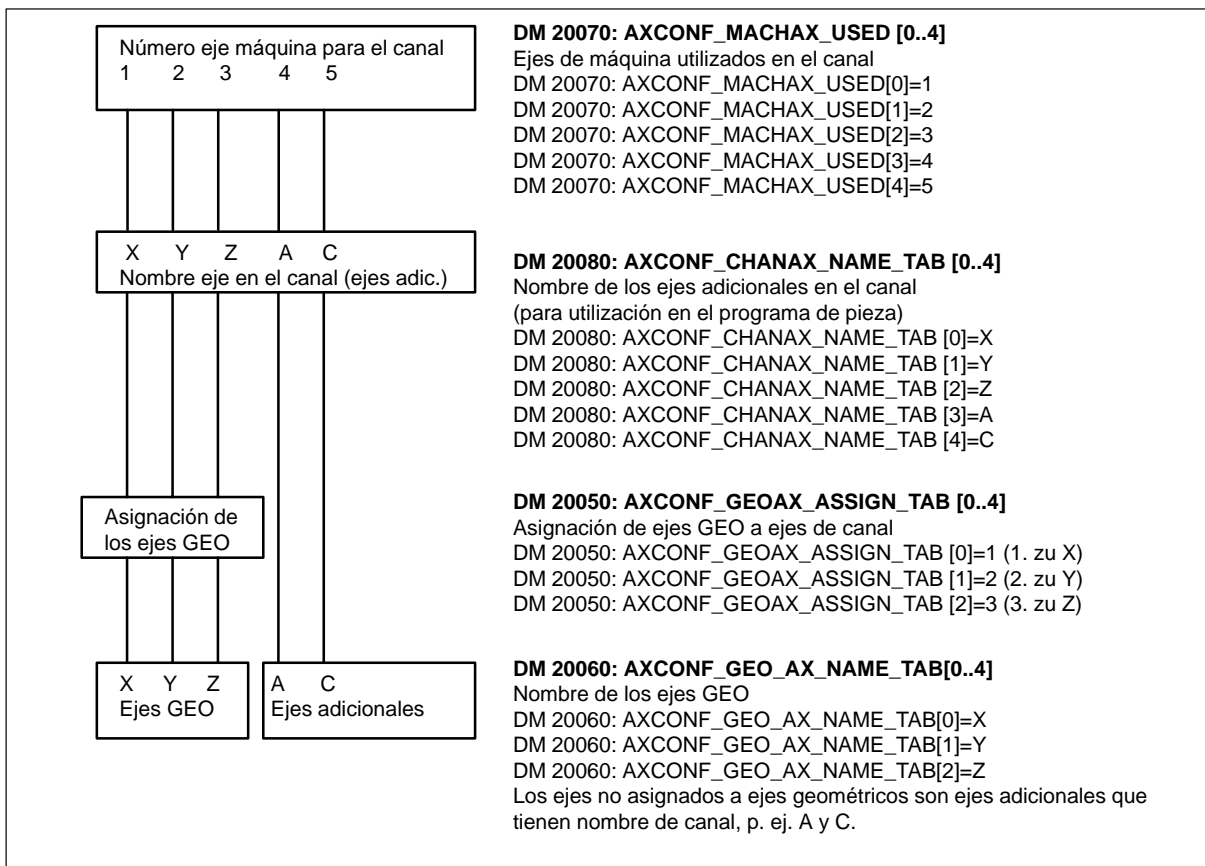 Número eje máquina para el canal
1 2 3 4 5
X Y Z A C
Nombre eje en el canal (ejes adic.)
Asignación de
los ejes GEO
X Y Z
Ejes GEO
A C
Ejes adicionales
DM 20070: AXCONF_MACHAX_USED [0..4]
Ejes de máquina utilizados en el canal
DM 20070: AXCONF_MACHAX_USED[0]=1
DM 20070: AXCONF_MACHAX_USED[1]=2
DM 20070: AXCONF_MACHAX_USED[2]=3
DM 20070: AXCONF_MACHAX_USED[3]=4
DM 20070: AXCONF_MACHAX_USED[4]=5
DM 20080: AXCONF_CHANAX_NAME_TAB [0..4]
Nombre de los ejes adicionales en el canal
(para utilización en el programa de pieza)
DM 20080: AXCONF_CHANAX_NAME_TAB [0]=X
DM 20080: AXCONF_CHANAX_NAME_TAB [1]=Y
DM 20080: AXCONF_CHANAX_NAME_TAB [2]=Z
DM 20080: AXCONF_CHANAX_NAME_TAB [3]=A
DM 20080: AXCONF_CHANAX_NAME_TAB [4]=C
DM 20050: AXCONF_GEOAX_ASSIGN_TAB [0..4]
Asignación de ejes GEO a ejes de canal
DM 20050: AXCONF_GEOAX_ASSIGN_TAB [0]=1 (1. zu X)
DM 20050: AXCONF_GEOAX_ASSIGN_TAB [1]=2 (2. zu Y)
DM 20050: AXCONF_GEOAX_ASSIGN_TAB [2]=3 (3. zu Z)
DM 20060: AXCONF_GEO_AX_NAME_TAB[0..4]
Nombre de los ejes GEO
DM 20060: AXCONF_GEO_AX_NAME_TAB[0]=X
DM 20060: AXCONF_GEO_AX_NAME_TAB[1]=Y
DM 20060: AXCONF_GEO_AX_NAME_TAB[2]=Z
Los ejes no asignados a ejes geométricos son ejes adicionales que
tienen nombre de canal, p. ej. A y C.